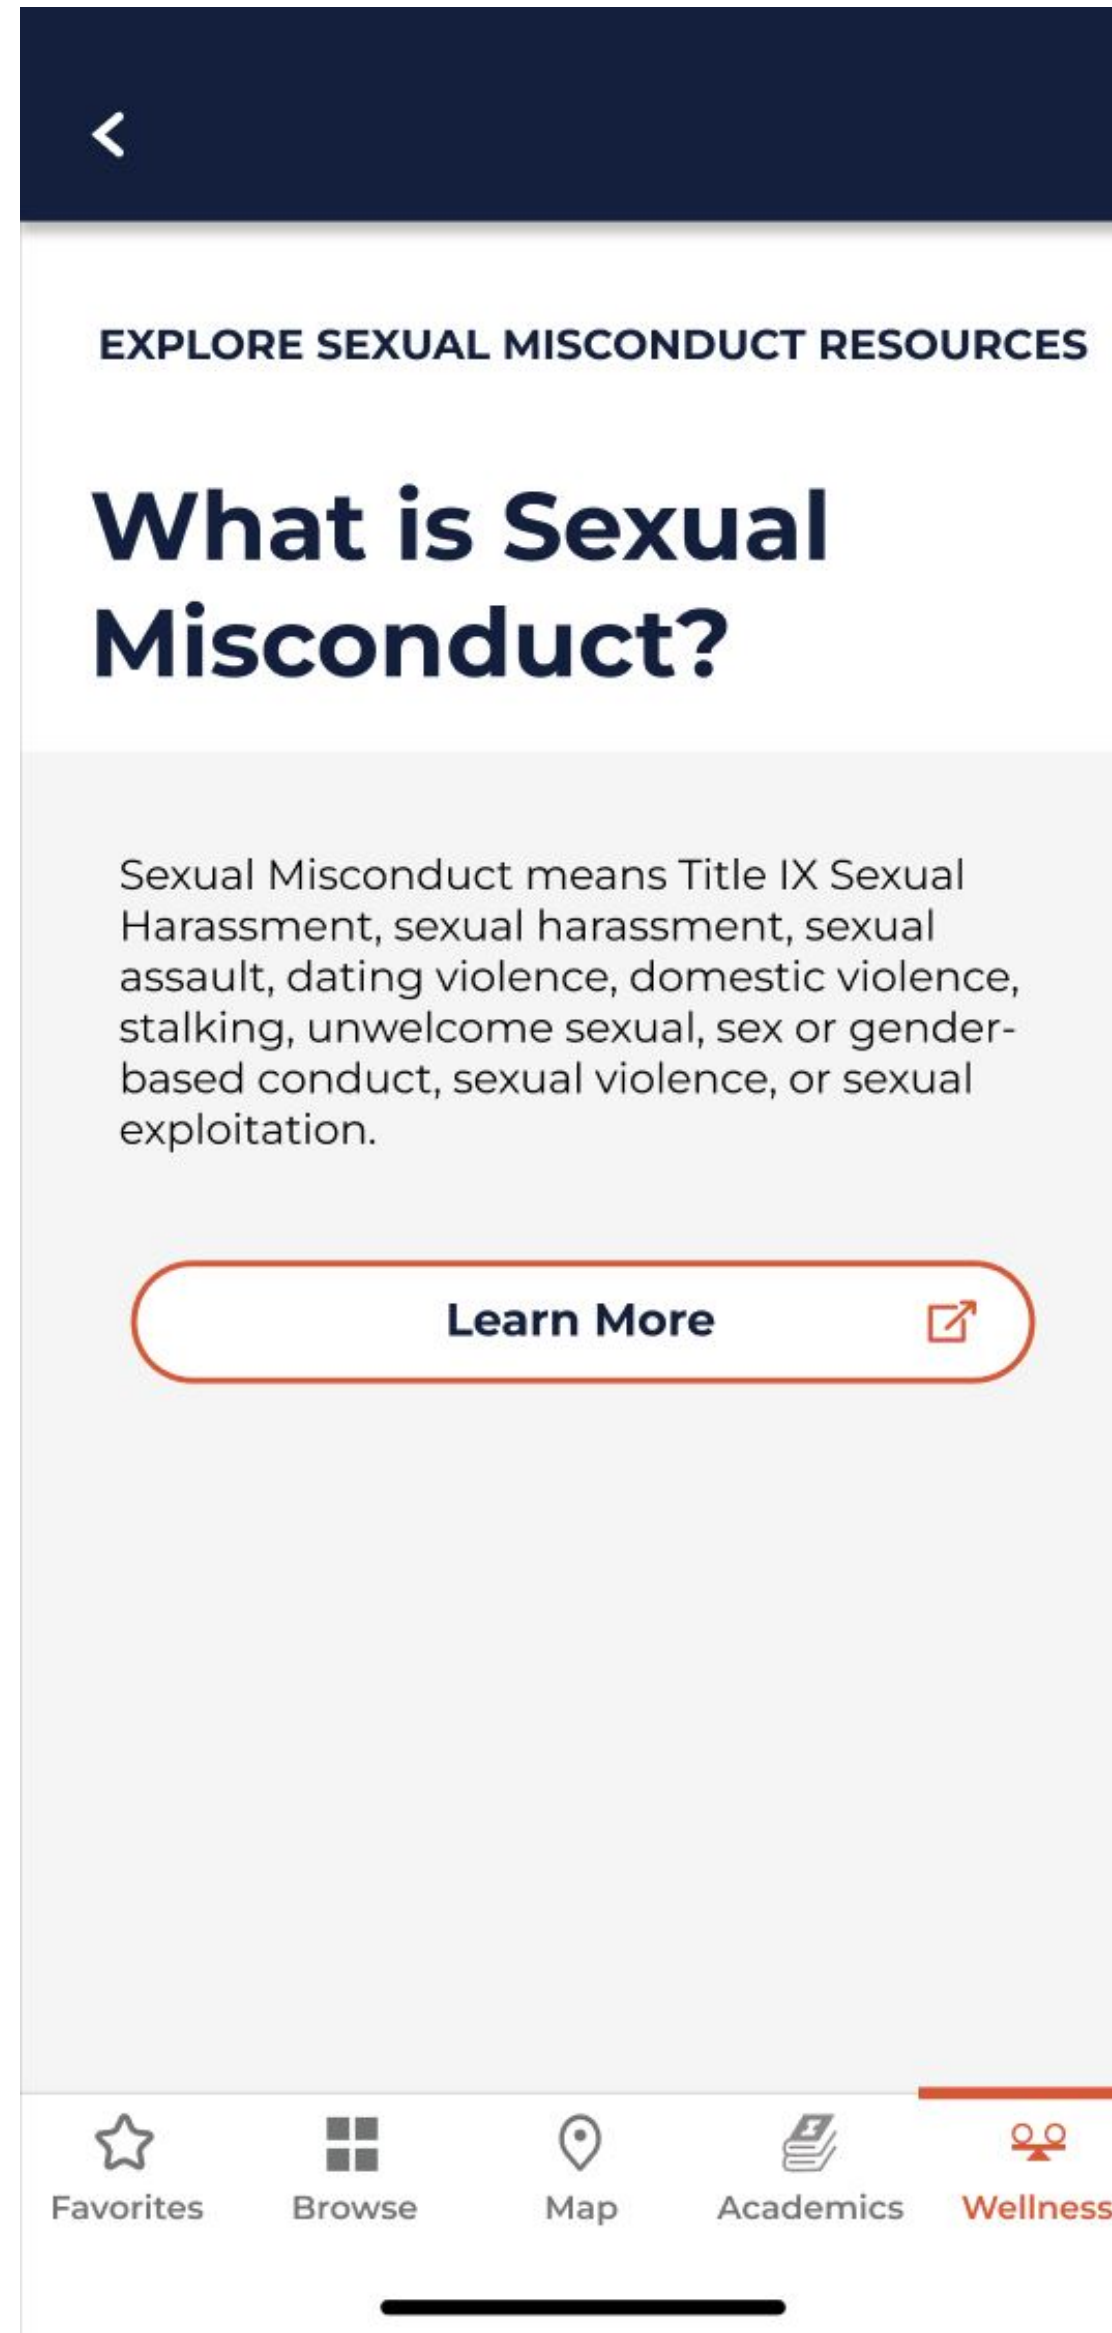 EXPLORE SEXUAL MISCONDUCT RESOURCES
What is Sexual
Misconduct?
Sexual Misconduct means Title IX Sexual
Harassment, sexual harassment, sexual
assault, dating violence, domestic violence,
stalking, unwelcome sexual, sex or gender-
based conduct, sexual violence, or sexual
exploitation.
Learn More
Favorites Browse Map Academics Wellness